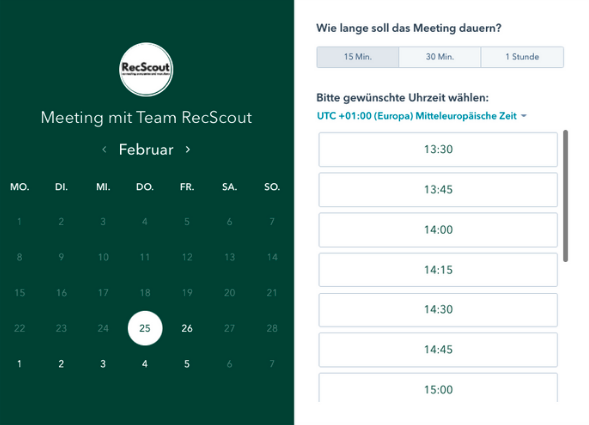 RecScout
Meeting mit Team RecScout
‹ Februar ›
MO. DI. MI. DO. FR. SA. SO.
1 2 3 4 5 6 7
8 9 10 11 12 13 14
15 16 17 18 19 20 21
22 23 24 25 26 27 28
1 2 3 4 5 6 7
Wie lange soll das Meeting dauern?
15 Min. 30 Min. 1 Stunde
Bitte gewünschte Uhrzeit wählen:
UTC +01:00 (Europa) Mitteleuropäische Zeit
13:30
13:45
14:00
14:15
14:30
14:45
15:00